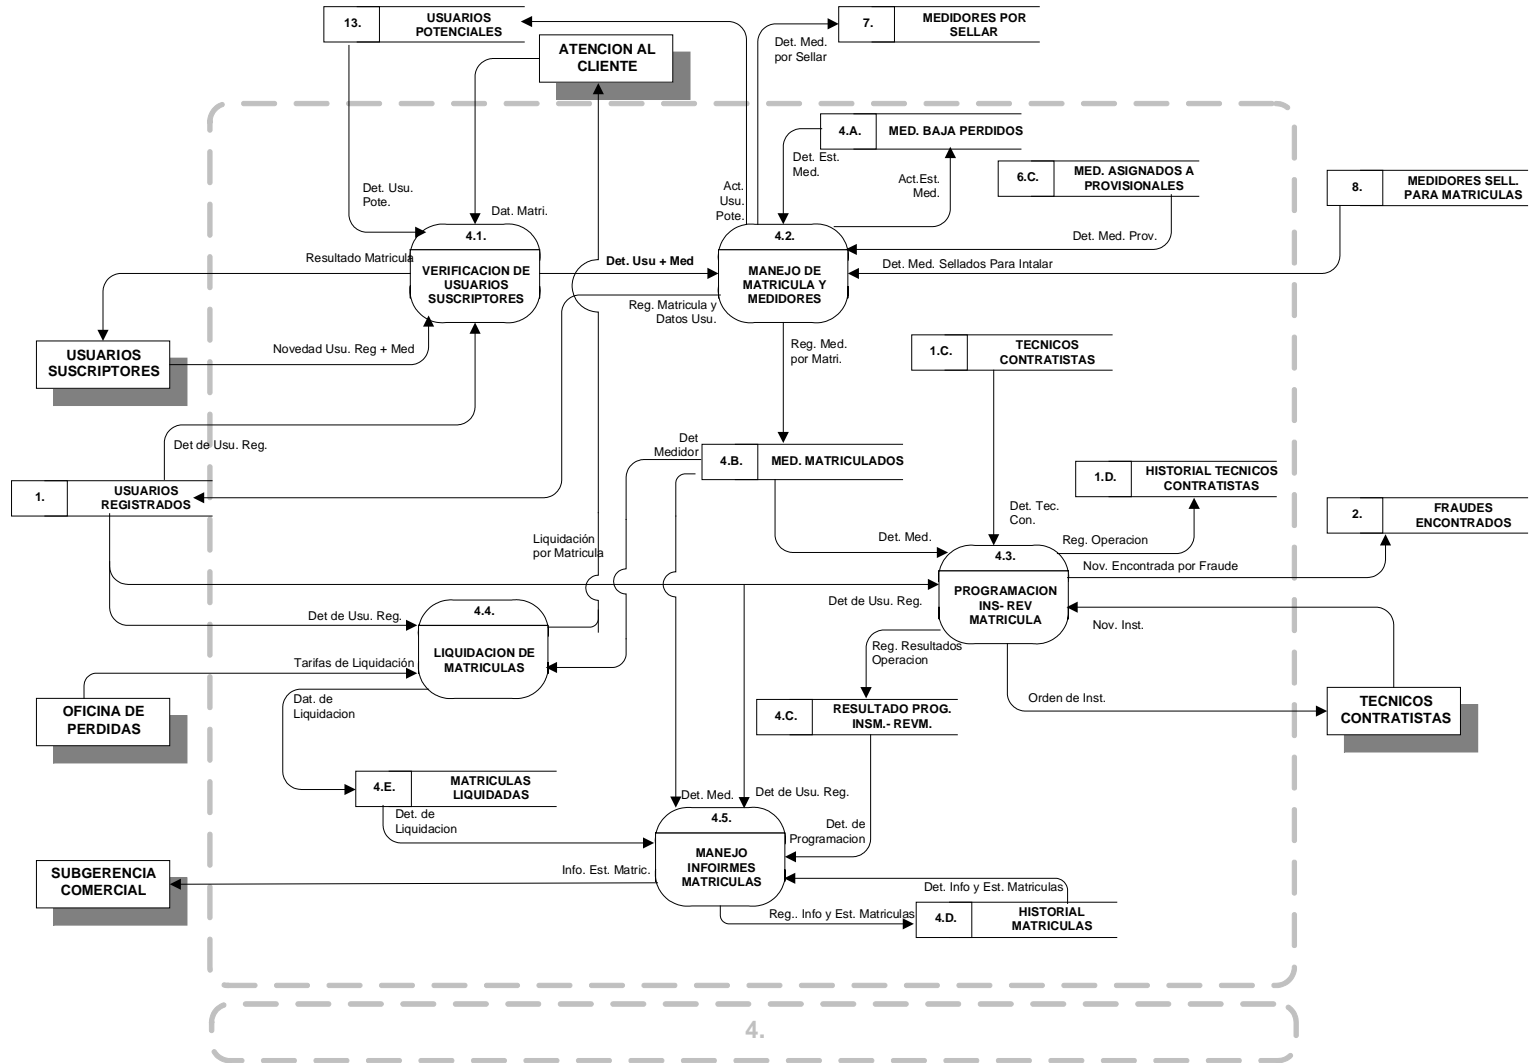 13.
USUARIOS
POTENCIALES
7.
MEDIDORES POR
SELLAR
Det. Med.
por Sellar
ATENCION AL
CLIENTE
4.A.
MED. BAJA PERDIDOS
Det. Est.
Med.
Act.Est.
Med.
6.C.
MED. ASIGNADOS A
PROVISIONALES
8.
MEDIDORES SELL.
PARA MATRICULAS
Det. Usu.
Pote.
Dat. Matri.
Act.
Usu.
Pote.
Det. Med. Prov.
Resultado Matricula
4.1.
VERIFICACION DE
USUARIOS
SUSCRIPTORES
Det. Usu + Med
4.2.
MANEJO DE
MATRICULA Y
MEDIDORES
Det. Med. Sellados Para Intalar
Reg. Matricula y
Datos Usu.
USUARIOS
SUSCRIPTORES
Novedad Usu. Reg + Med
Reg. Med.
por Matri.
1.C.
TECNICOS
CONTRATISTAS
Det de Usu. Reg.
Det
Medidor
4.B.
MED. MATRICULADOS
1.
USUARIOS
REGISTRADOS
1.D.
HISTORIAL TECNICOS
CONTRATISTAS
2.
FRAUDES
ENCONTRADOS
Det. Tec.
Con.
Liquidación
por Matricula
Det. Med.
Reg. Operacion
Nov. Encontrada por Fraude
4.3.
PROGRAMACION
INS- REV
MATRICULA
Det de Usu. Reg.
Det de Usu. Reg.
Nov. Inst.
4.4.
LIQUIDACION DE
MATRICULAS
Tarifas de Liquidación
Reg. Resultados
Operacion
OFICINA DE
PERDIDAS
Dat. de
Liquidacion
Orden de Inst.
4.C.
RESULTADO PROG.
INSM.- REVM.
TECNICOS
CONTRATISTAS
4.E.
MATRICULAS
LIQUIDADAS
Det. de
Liquidacion
Det. Med.
Det de Usu. Reg.
4.5.
MANEJO
INFOIRMES
MATRICULAS
Det. de
Programacion
SUBGERENCIA
COMERCIAL
Info. Est. Matric.
Det. Info y Est. Matriculas
Reg.. Info y Est. Matriculas
4.D.
HISTORIAL
MATRICULAS
4.